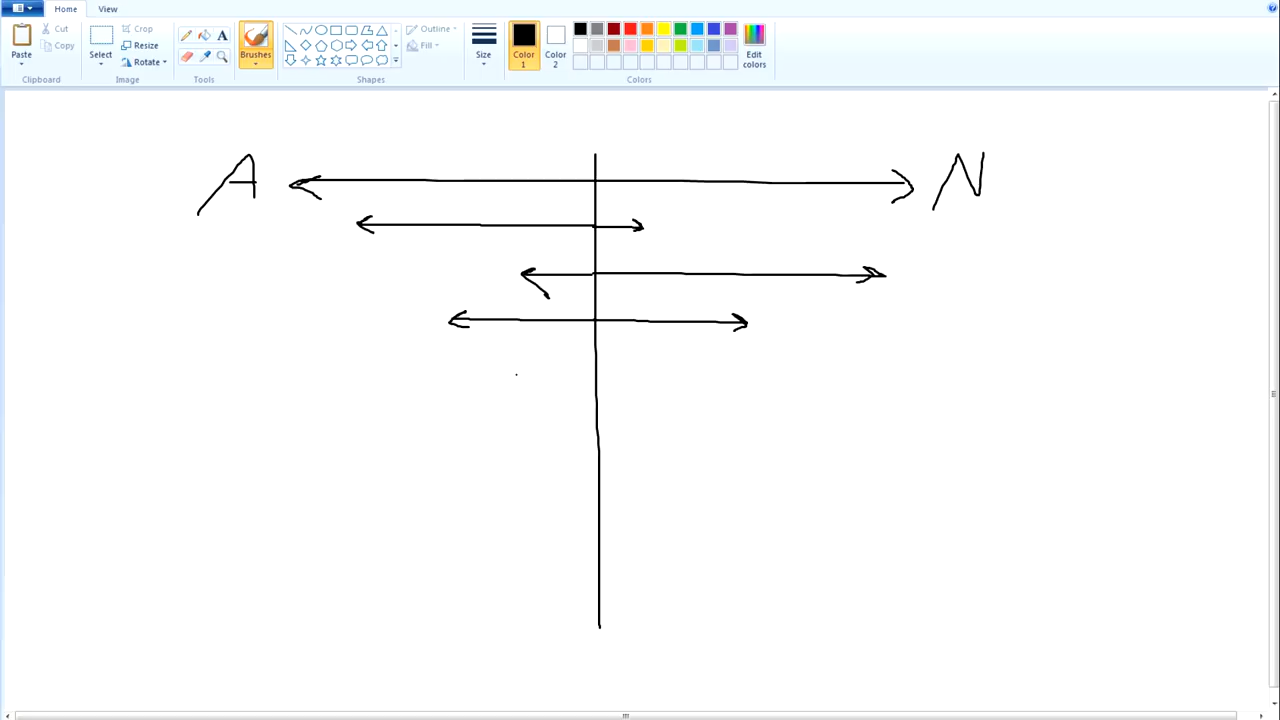 Home View
Cut
Copy
Paste
Clipboard
Select
Crop
Resize
Rotate
Image
A
Tools
Brushes
Outline
Fill
Shapes
Size
Color
1
Color
2
Edit
colors
Colors
A N